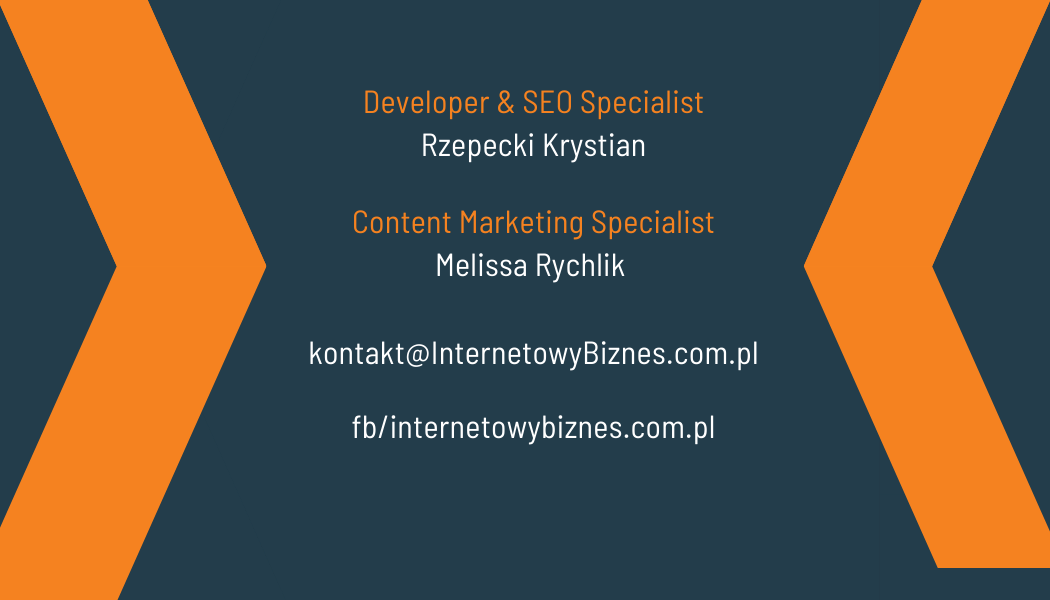 Developer & SEO Specialist
Rzepecki Krystian
Content Marketing Specialist
Melissa Rychlik
kontakt@InternetowyBiznes.com.pl
fb/internetowybiznes.com.pl